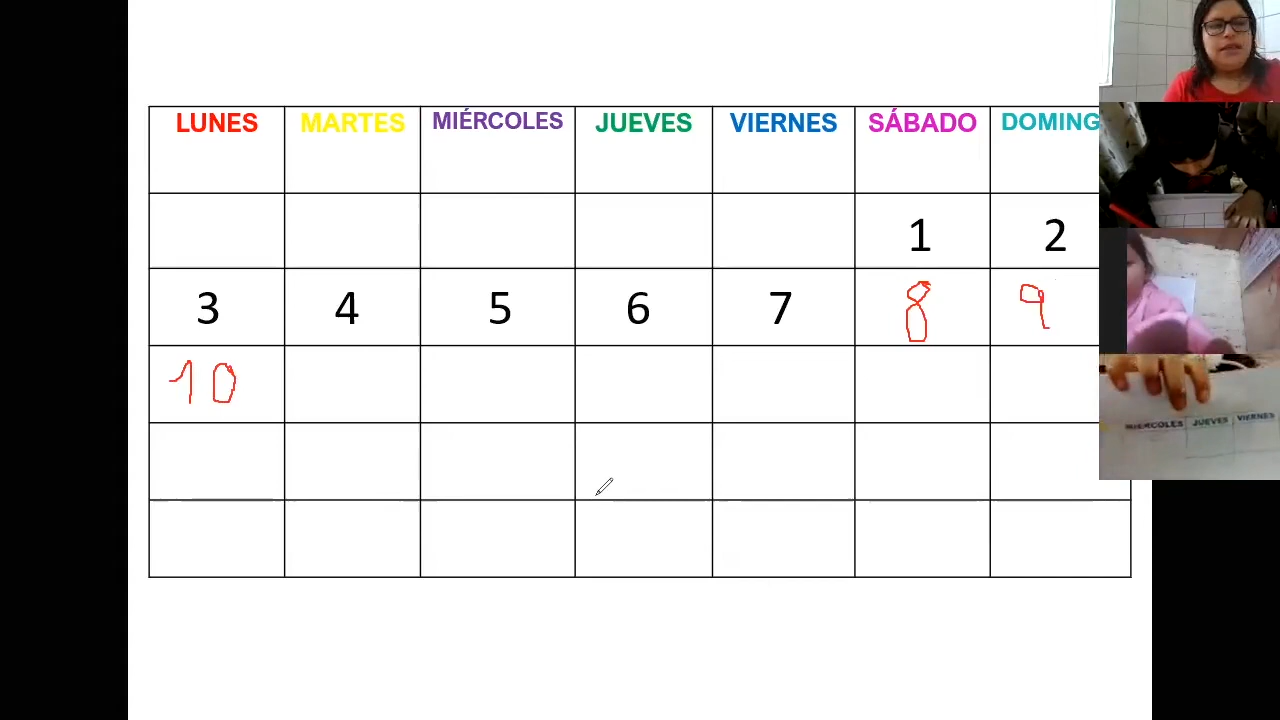 LUNES MARTES MIÉRCOLES JUEVES VIERNES SÁBADO DOMING
1 2
3 4 5 6 7 8 9
10
MIÉRCOLES JUEVES VIERNES